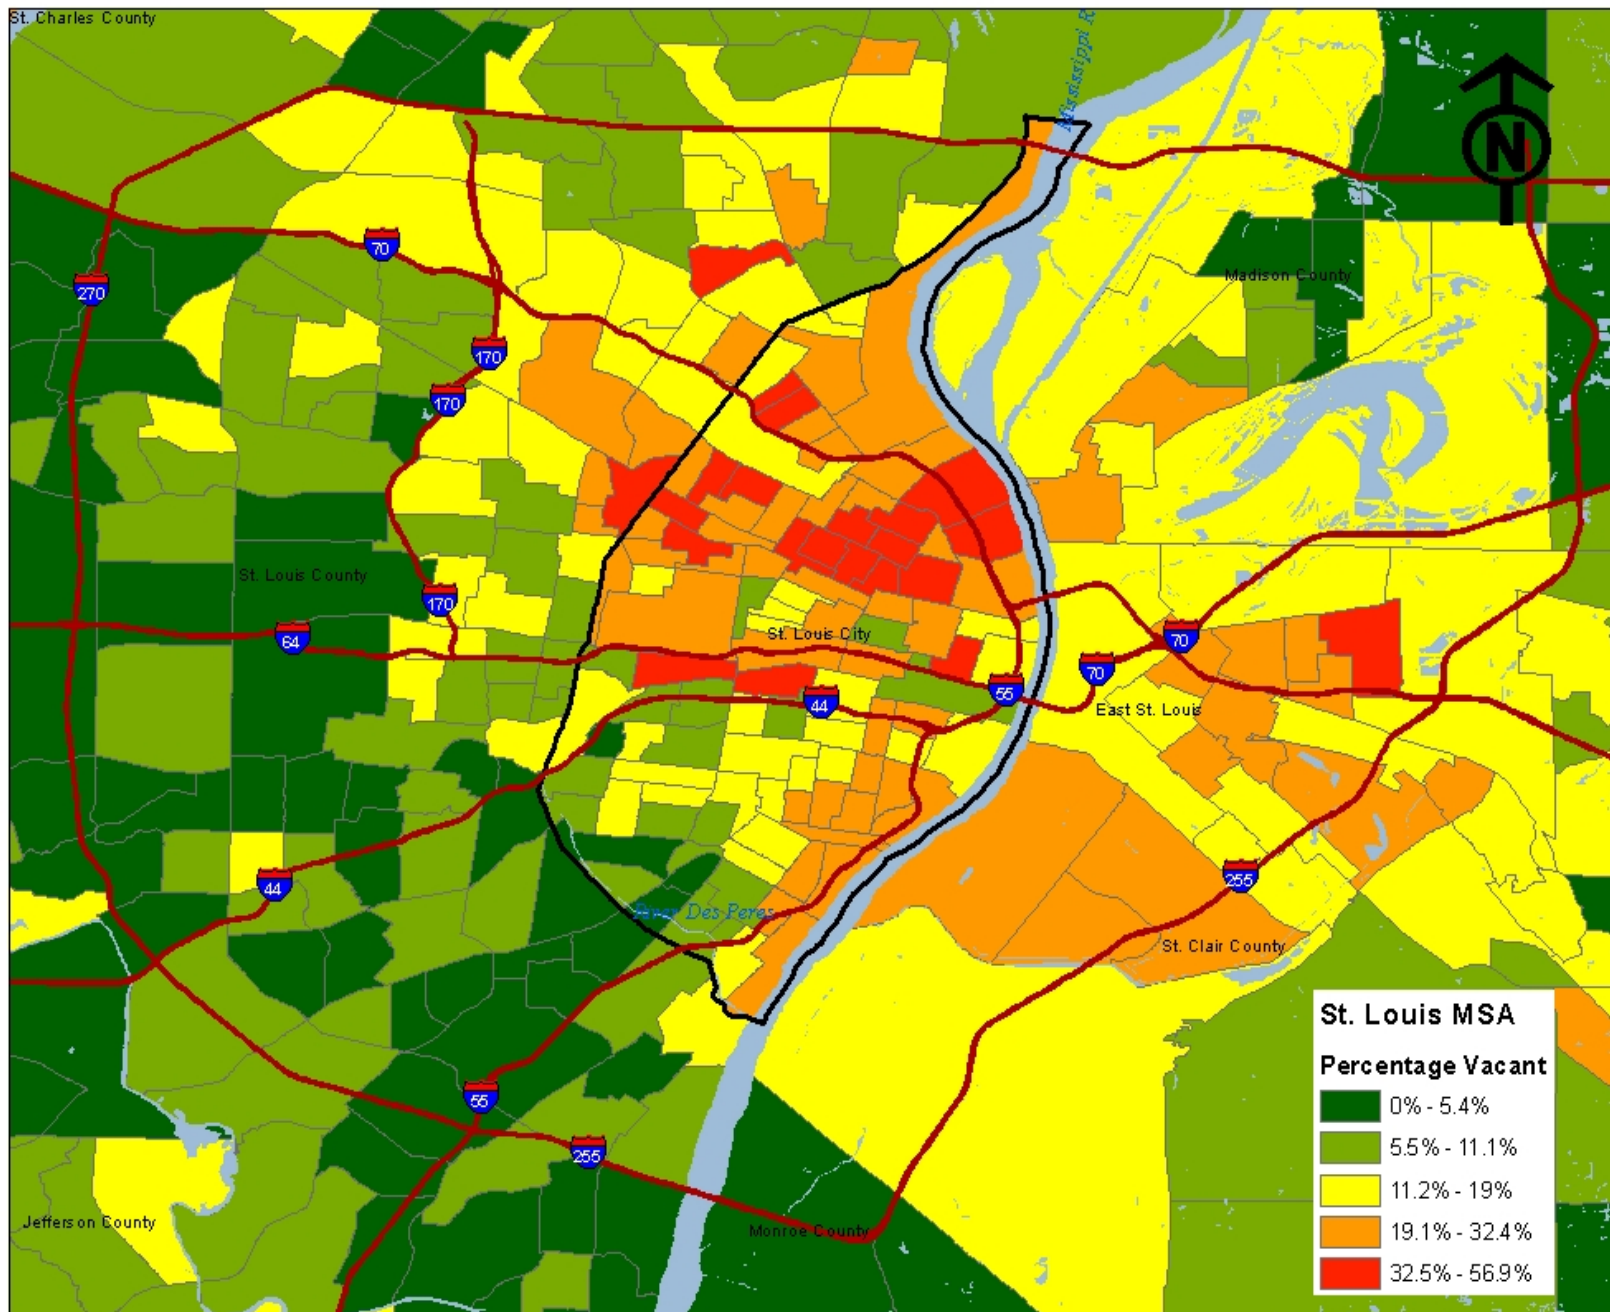 St. Charles County
Mississippi R
N
70
270
Madison County
170
170
St. Louis County
170
64
St. Louis City
70
70
44
55
East St. Louis
44
255
River Des Peres
St. Clair County
St. Louis MSA
Percentage Vacant
0% - 5.4%
5.5% - 11.1%
11.2% - 19%
19.1% - 32.4%
32.5% - 56.9%
55
255
Jefferson County
Monroe County